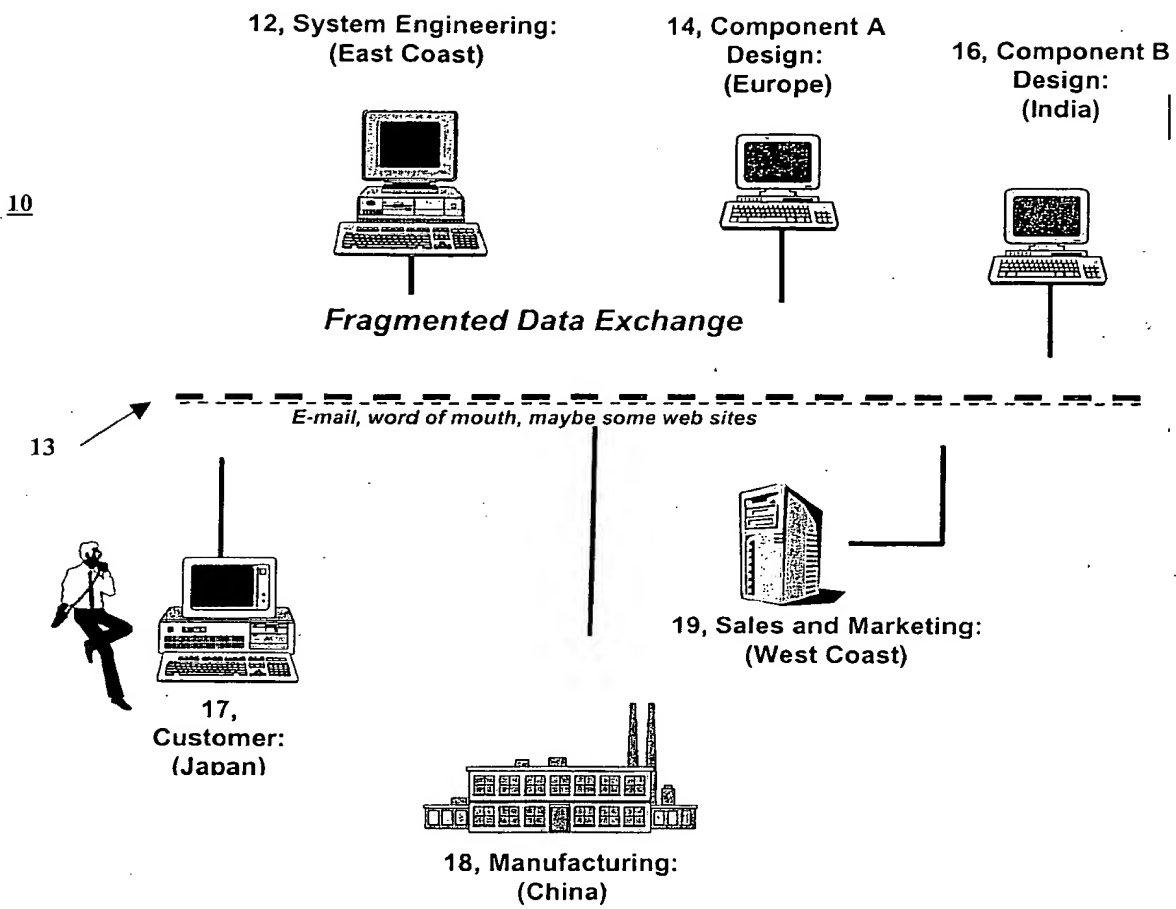 12, System Engineering:
(East Coast)
14, Component A
Design:
(Europe)
16, Component B
Design:
(India)
10
Fragmented Data Exchange
E-mail, word of mouth, maybe some web sites
13
19, Sales and Marketing:
(West Coast)
17,
Customer:
(Japan)
18, Manufacturing:
(China)